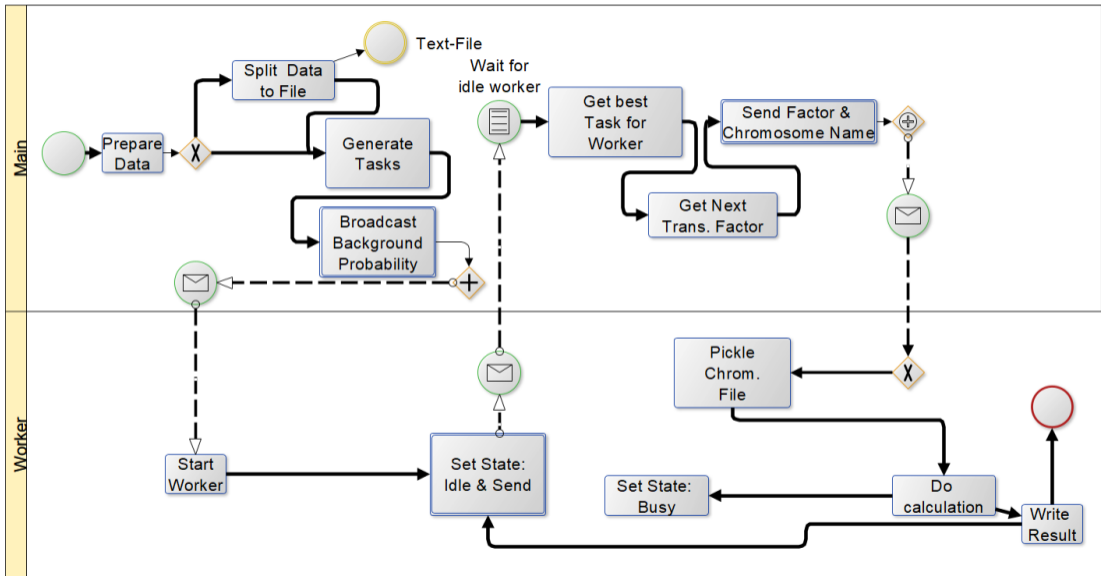 Main
Prepare
Data
X
Split Data
to File
Text-File
Generate
Tasks
Broadcast
Background
Probability
Wait for
idle worker
Get best
Task for
Worker
Get Next
Trans. Factor
Send Factor &
Chromosome Name
Worker
Start
Worker
Set State:
Idle & Send
Pickle
Chrom.
File
X
Set State:
Busy
Do
calculation
Write
Result